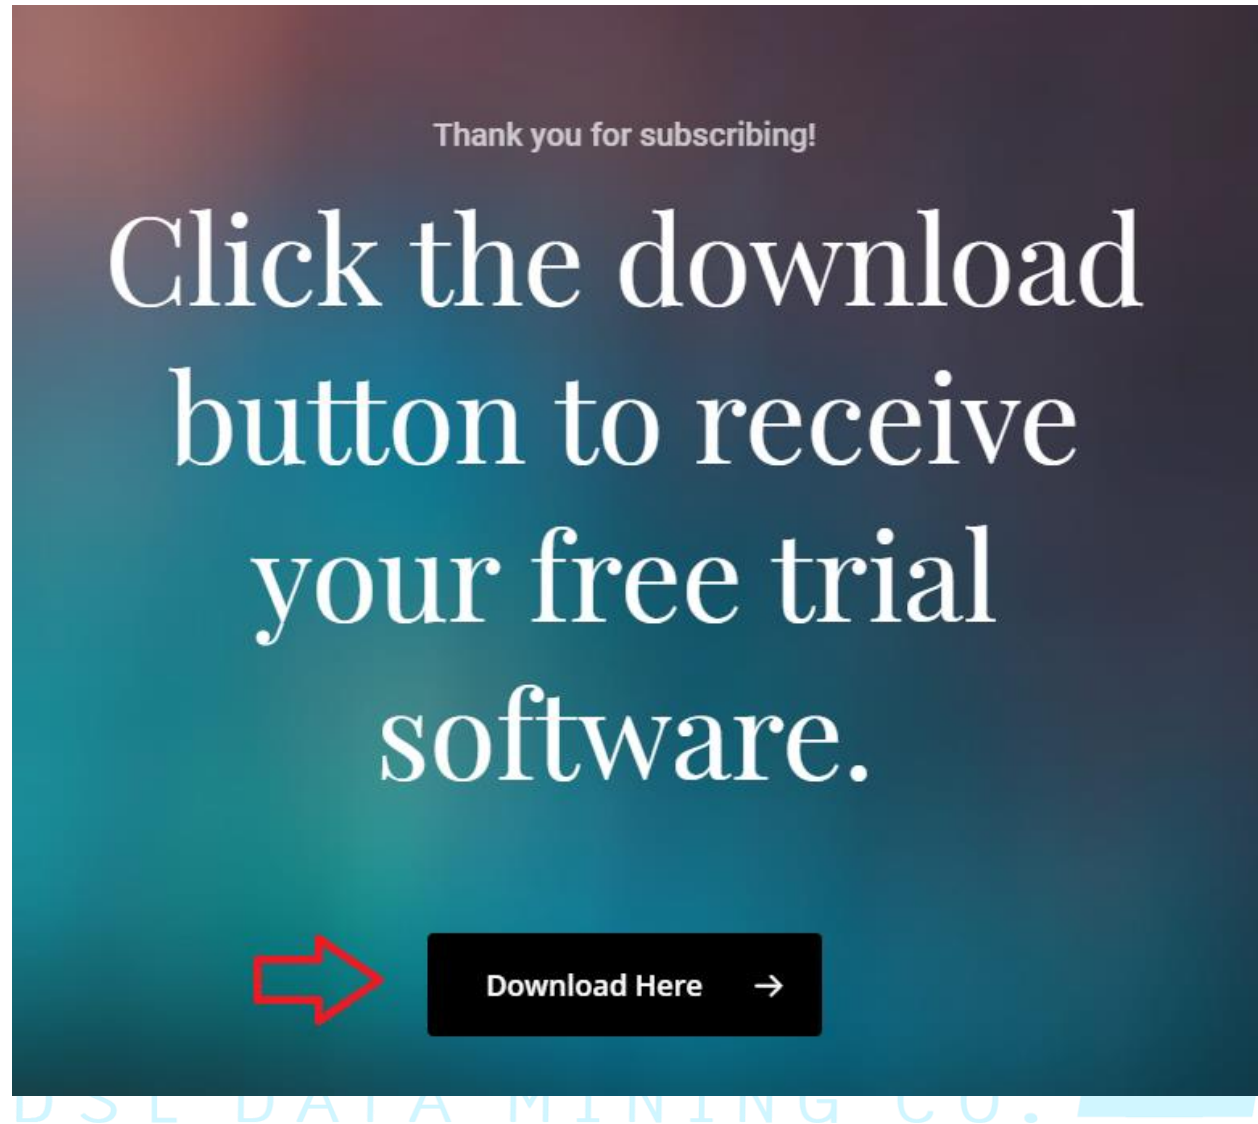 Thank you for subscribing!
Click the download
button to receive
your free trial
software.
Download Here
DSL DATA MINING CO.